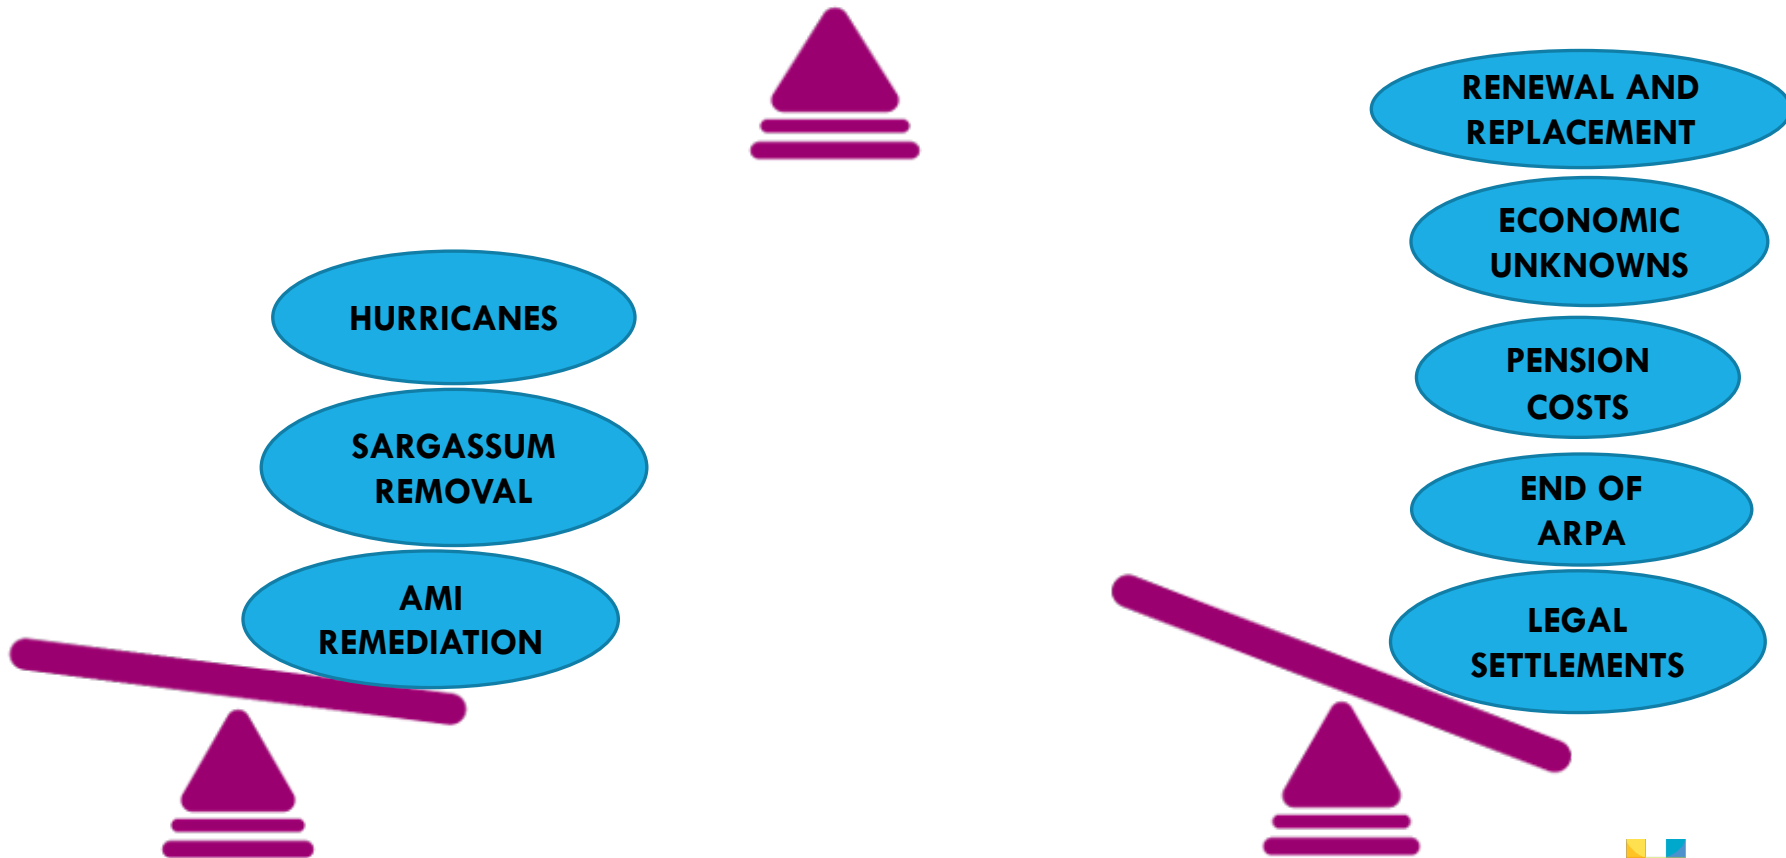 HURRICANES
SARGASSUM
REMOVAL
AMI
REMEDIATION
RENEWAL AND
REPLACEMENT
ECONOMIC
UNKNOWNS
PENSION
COSTS
END OF
ARPA
LEGAL
SETTLEMENTS